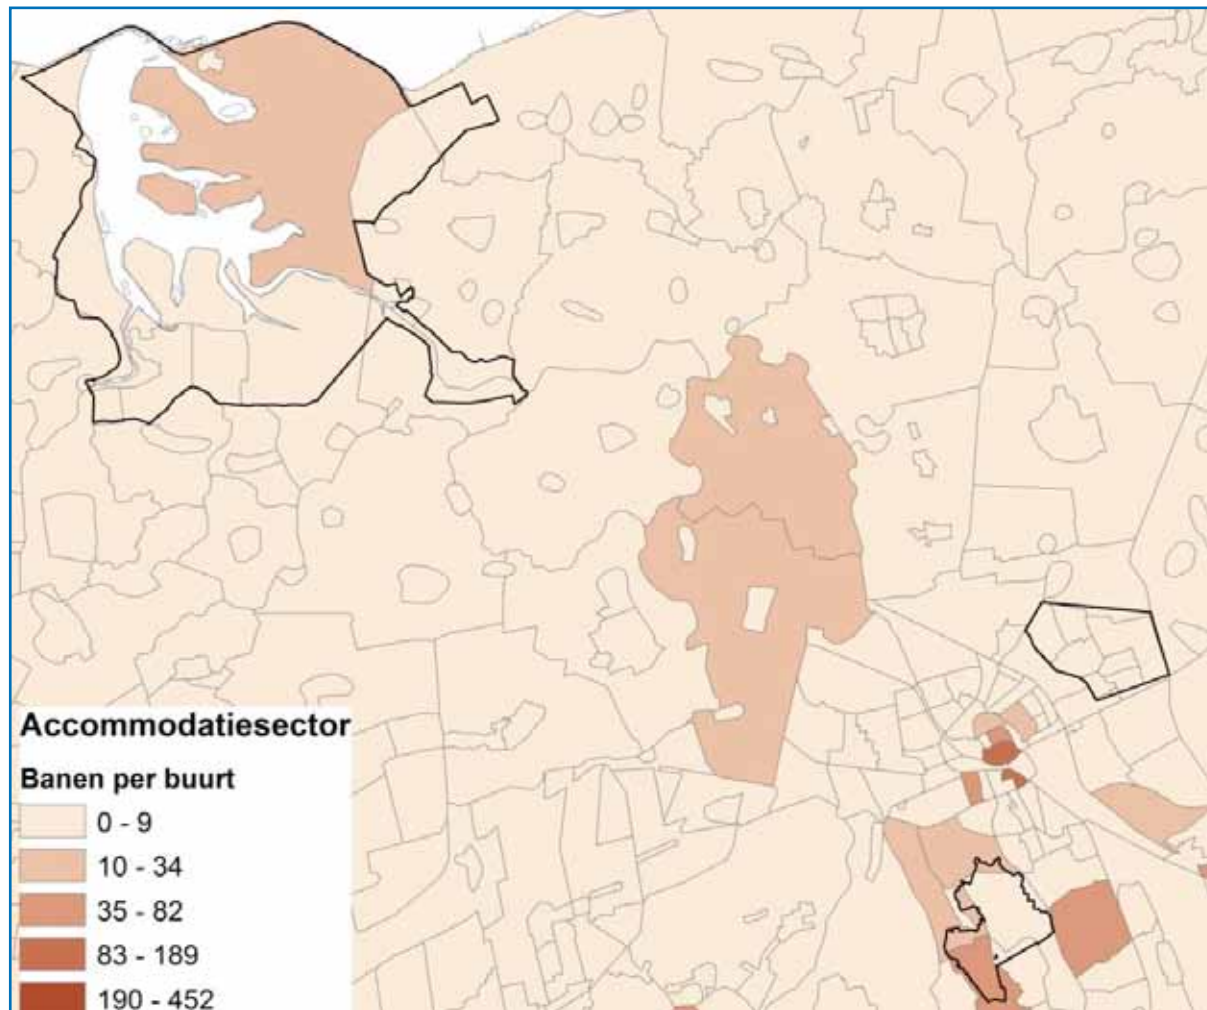 Accommodatiesector
Banen per buurt
0 - 9
10 - 34
35 - 82
83 - 189
190 - 452